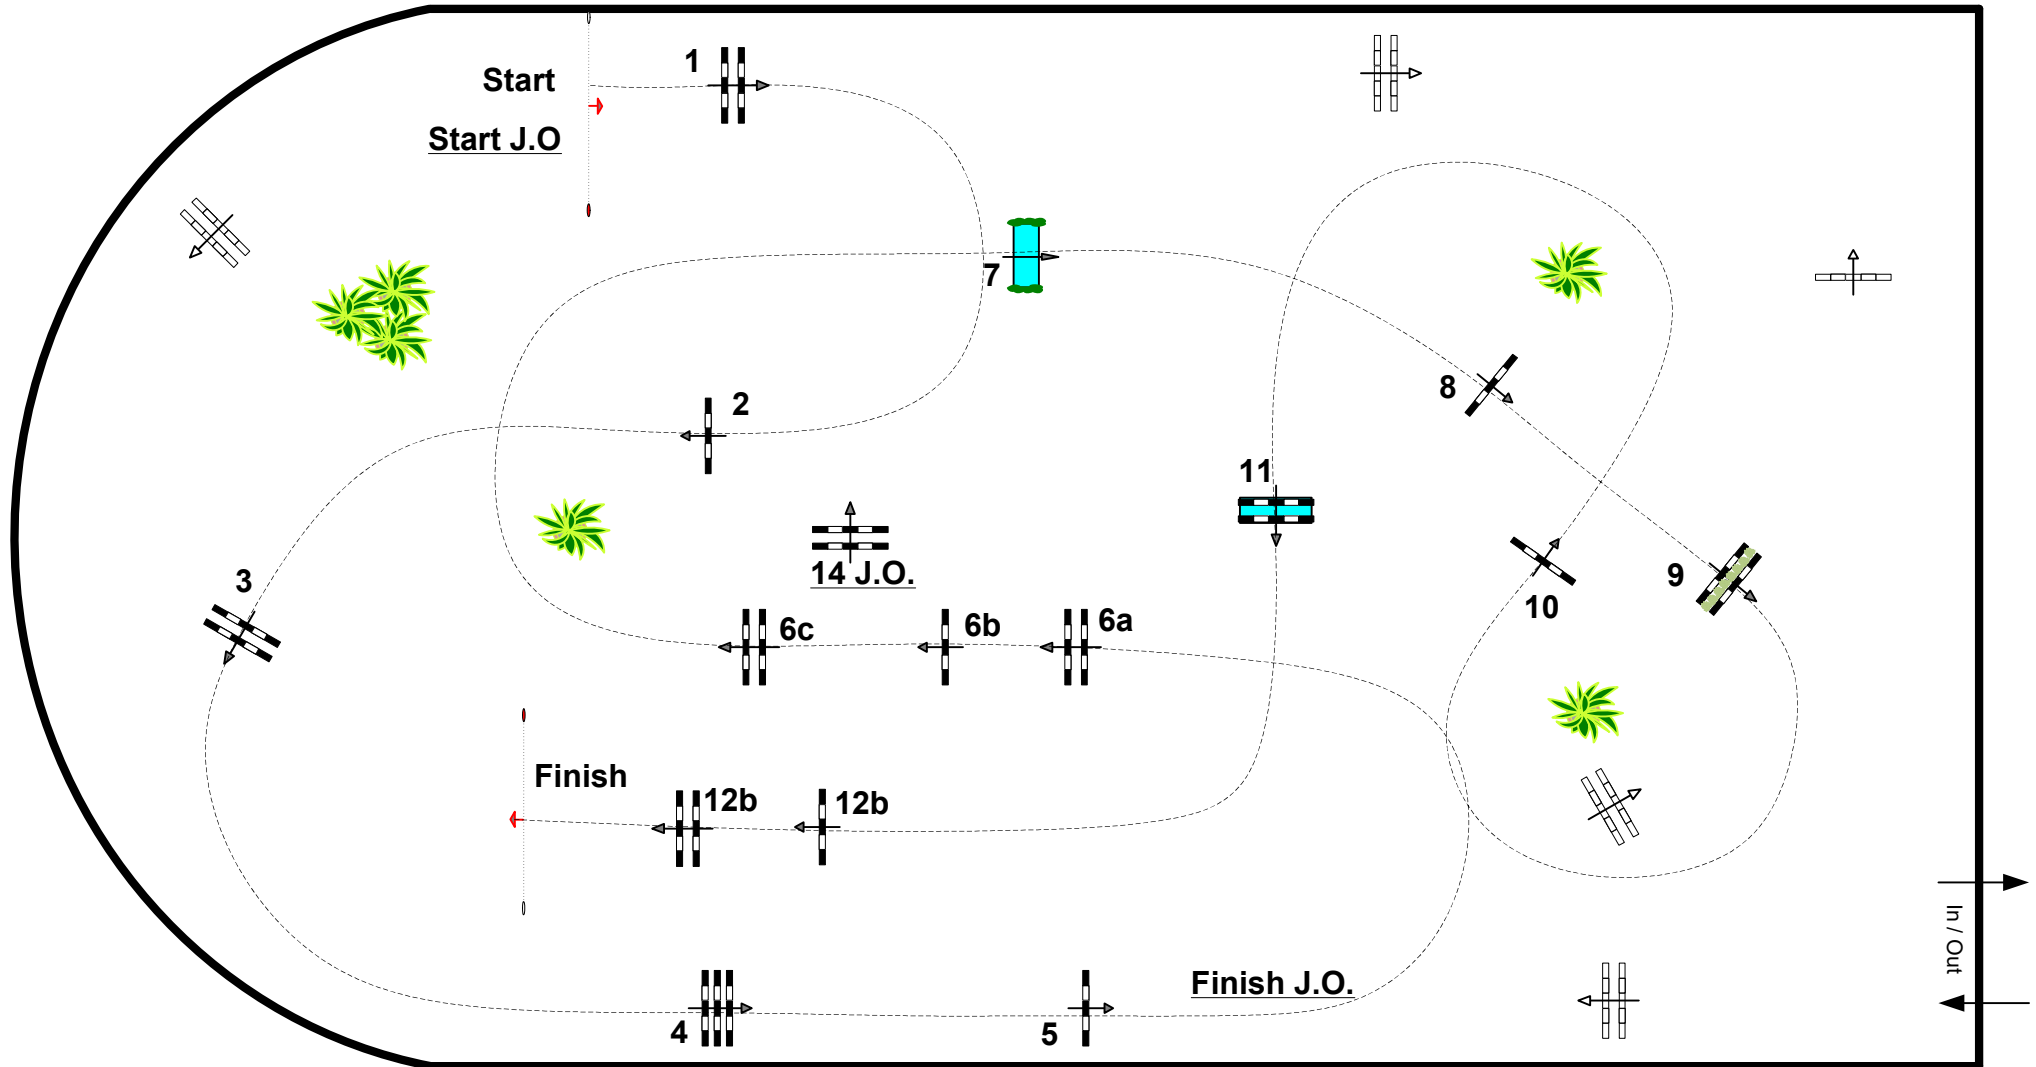 1
Start
Start J.O
7
2
8
11
14 J.O.
3
9
10
6c
6b
6a
Finish
12b
12b
In / Out
Finish J.O.
4
5